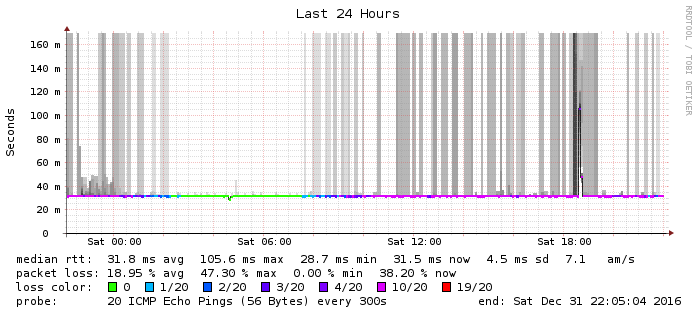 Last 24 Hours
RRDTOOL / TOBI OETIKER
Seconds
160 m
140 m
120 m
100 m
80 m
60 m
40 m
20 m
0
Sat 00:00 Sat 06:00 Sat 12:00 Sat 18:00
median rtt: 31.8 ms avg 105.6 ms max 28.7 ms min 31.5 ms now 4.5 ms sd 7.1 am/s
packet loss: 18.95 % avg 47.30 % max 0.00 % min 38.20 % now
loss color: 0 1/20 2/20 3/20 4/20 10/20 19/20
probe: 20 ICMP Echo Pings (56 Bytes) every 300s end: Sat Dec 31 22:05:04 2016